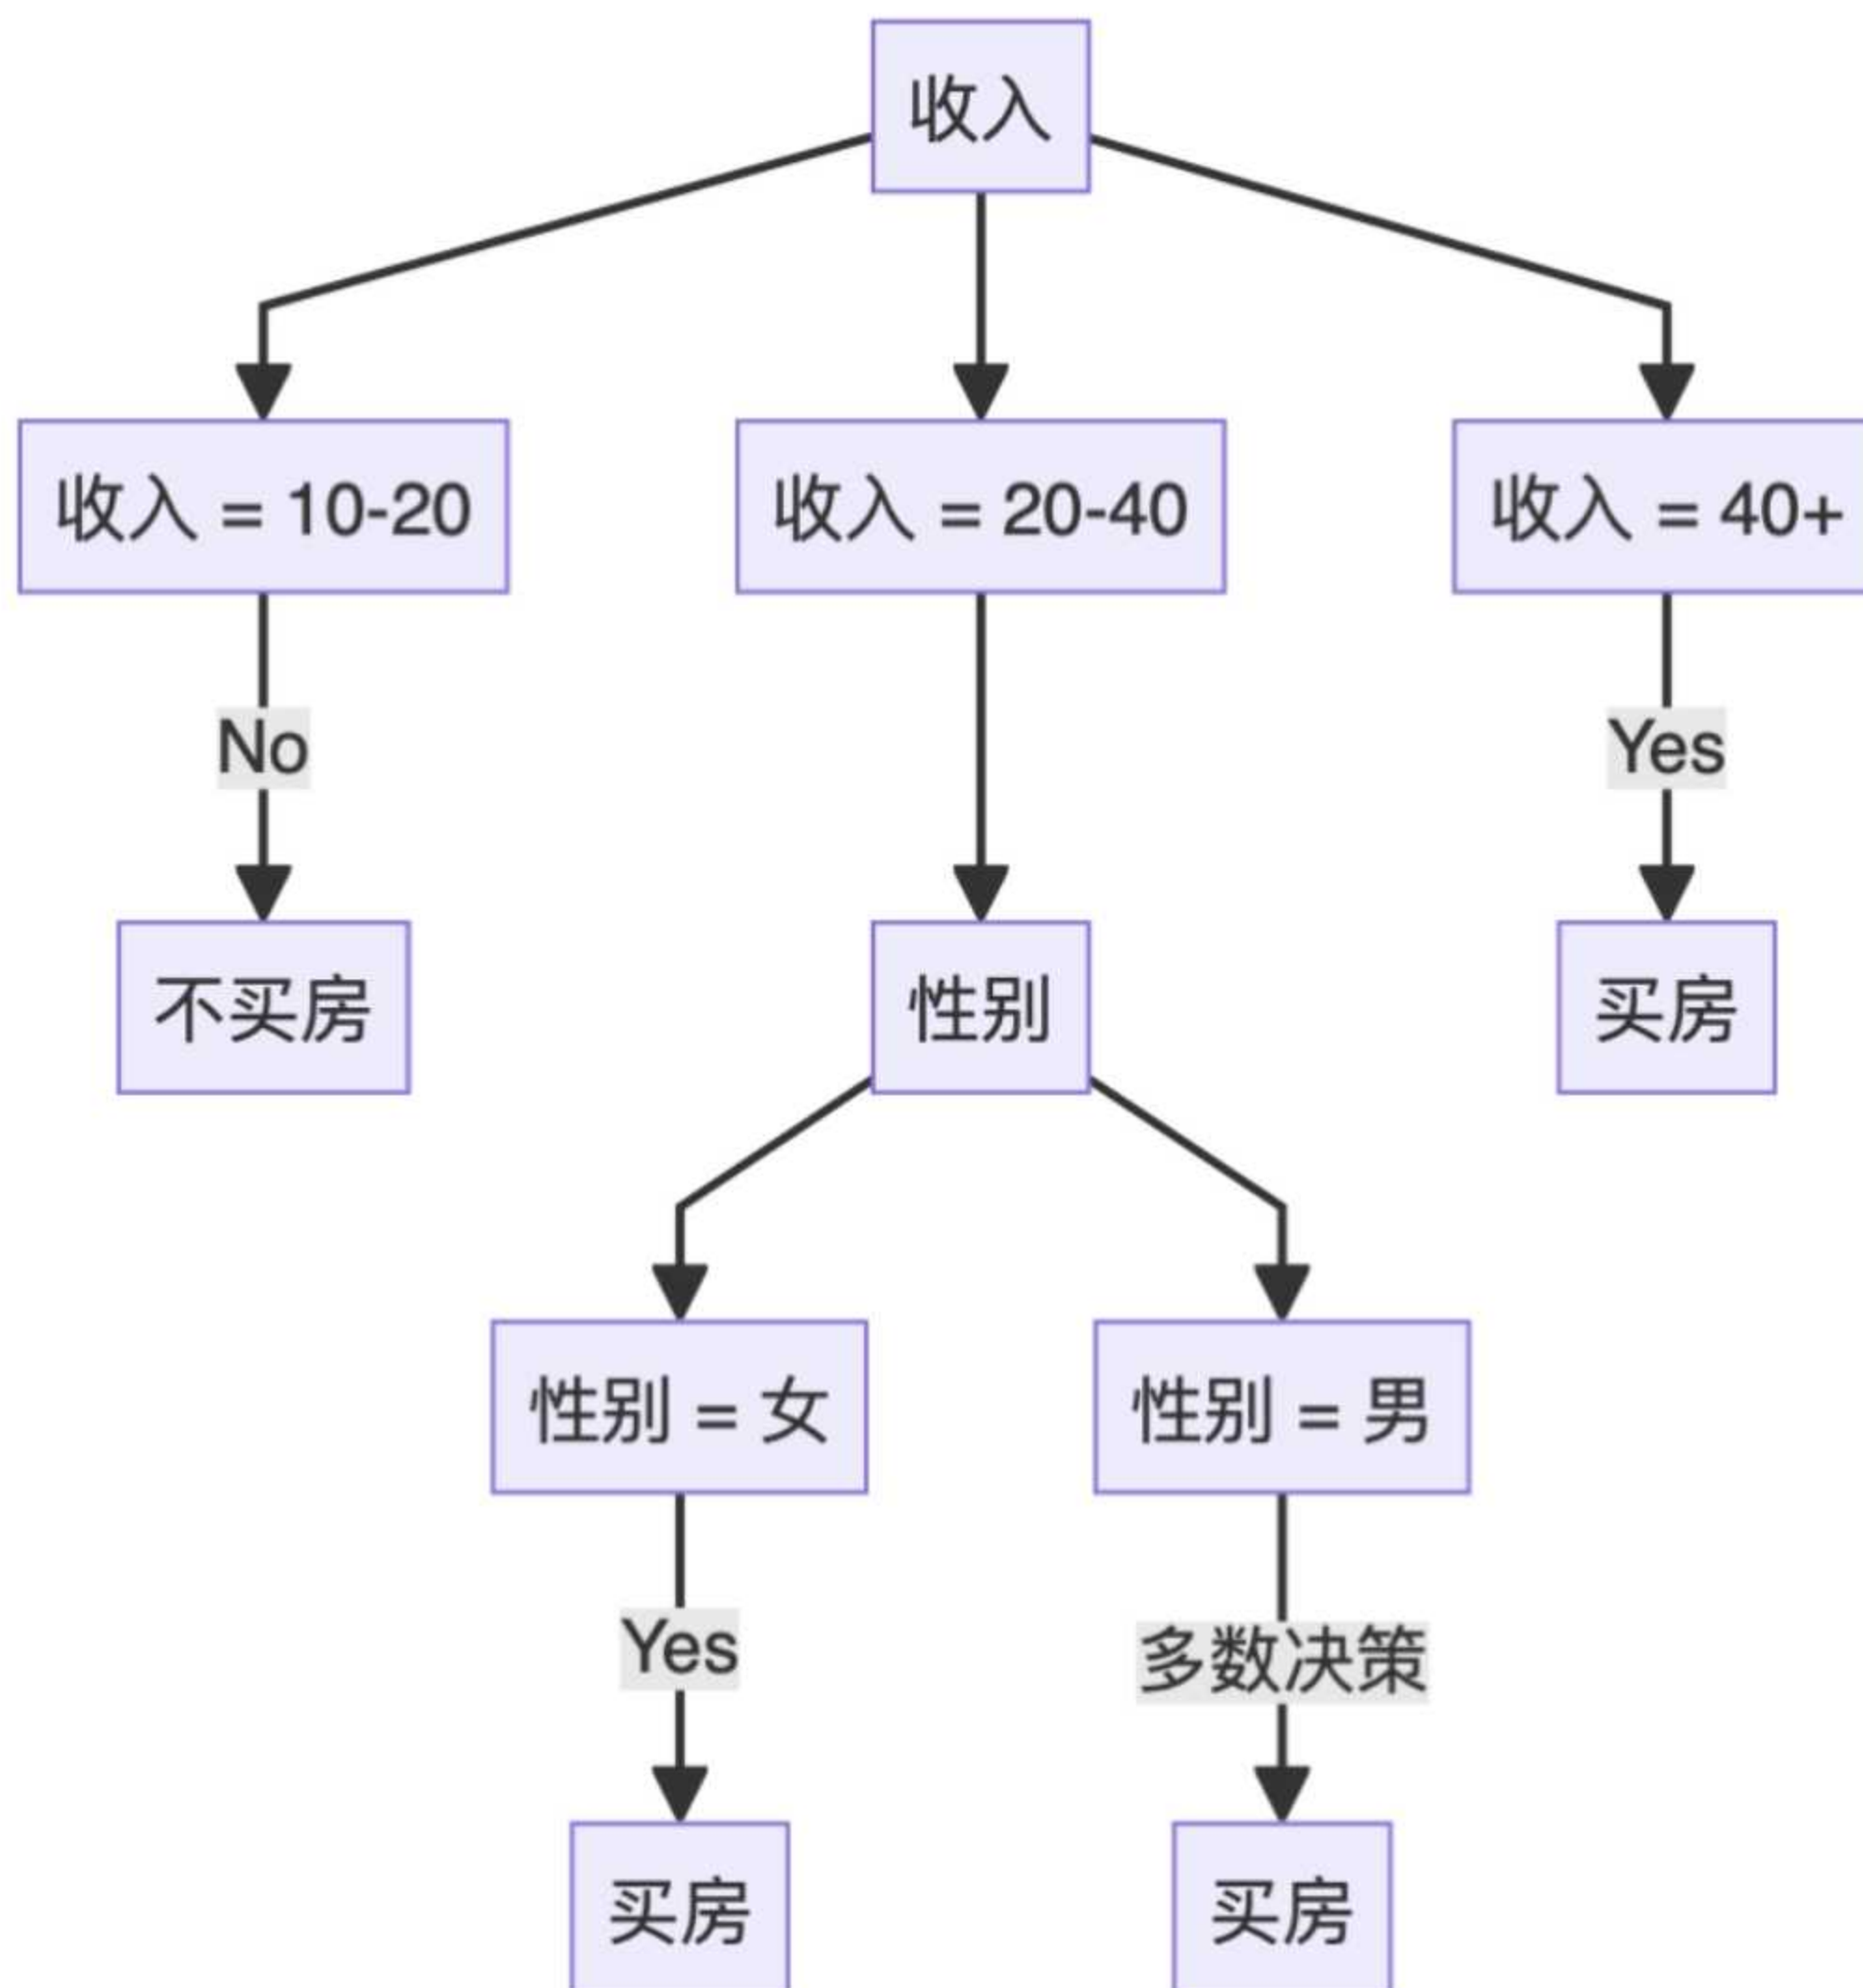 收入
收入 = 10-20
收入 = 20-40
收入 = 40+
No
Yes
不买房
性别
买房
性别 = 女
性别 = 男
Yes
多数决策
买房
买房